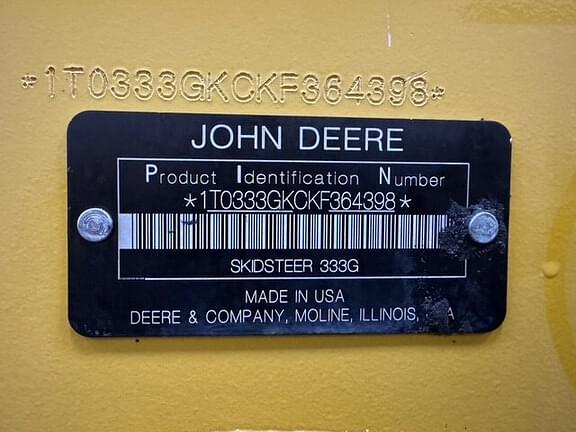 *1T0333GKCKF364398*
JOHN DEERE
Product Identification Number
*1T0333GKCKF364398*
SKIDSTEER 333G
MADE IN USA
DEERE & COMPANY, MOLINE, ILLINOIS,